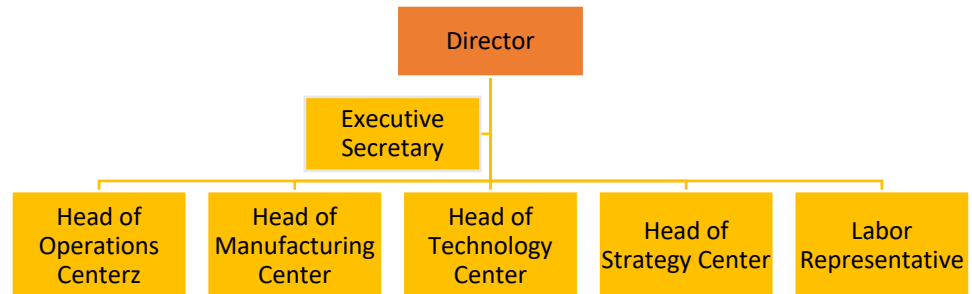 Director
Executive
Secretary
Head of
Operations
Centerz
Head of
Manufacturing
Center
Head of
Technology
Center
Head of
Strategy Center
Labor
Representative